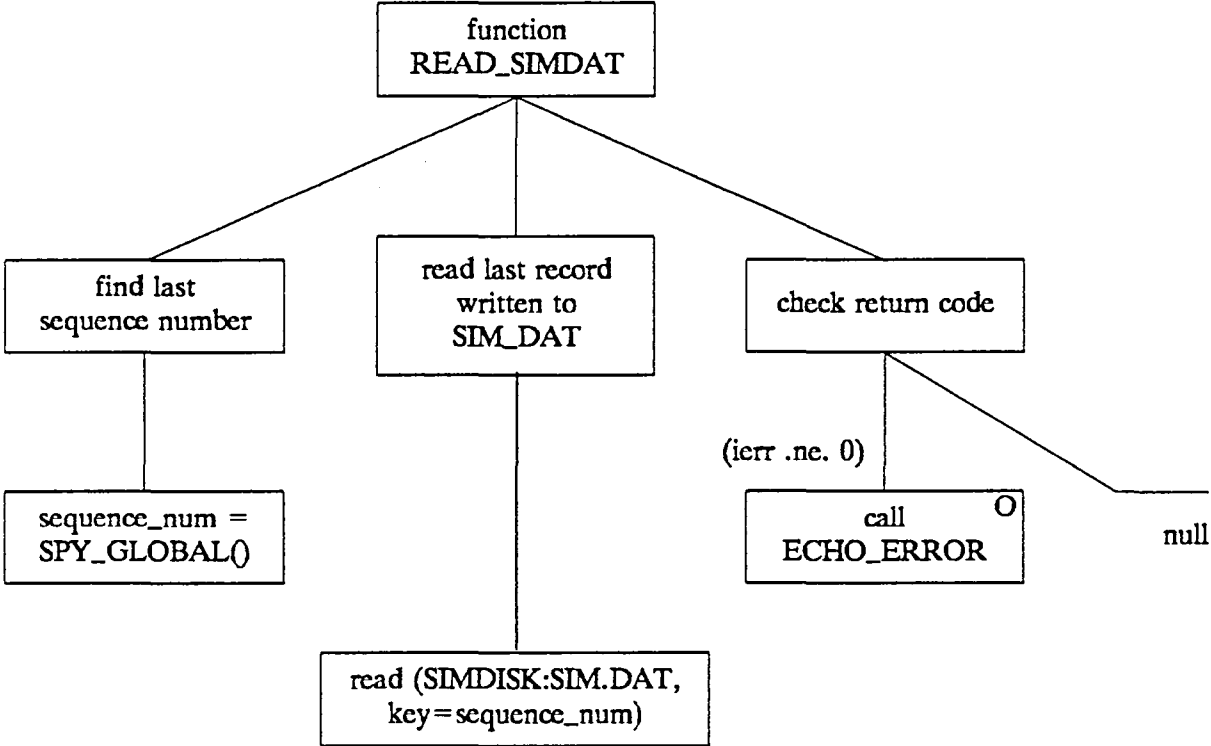 function
READ_SIMDAT
find last
sequence number
read last record
written to
SIM_DAT
check return code
(ierr .ne. 0)
sequence_num =
SPY_GLOBAL()
call
ECHO_ERROR
O
null
read (SIMDISK:SIM.DAT,
key=sequence_num)